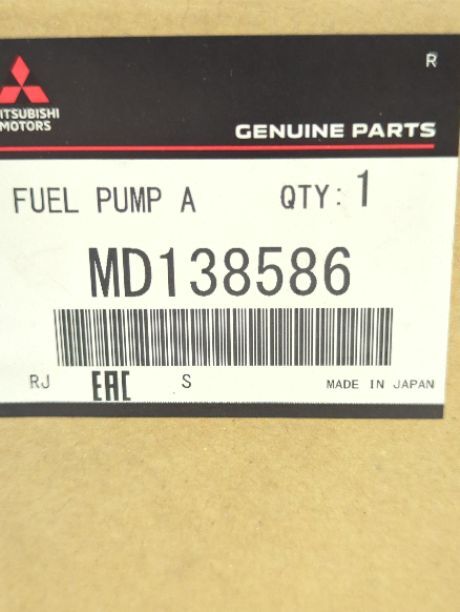 R
MITSUBISHI
MOTORS
GENUINE PARTS
FUEL PUMP A QTY: 1
MD138586
RJ EAC S MADE IN JAPAN